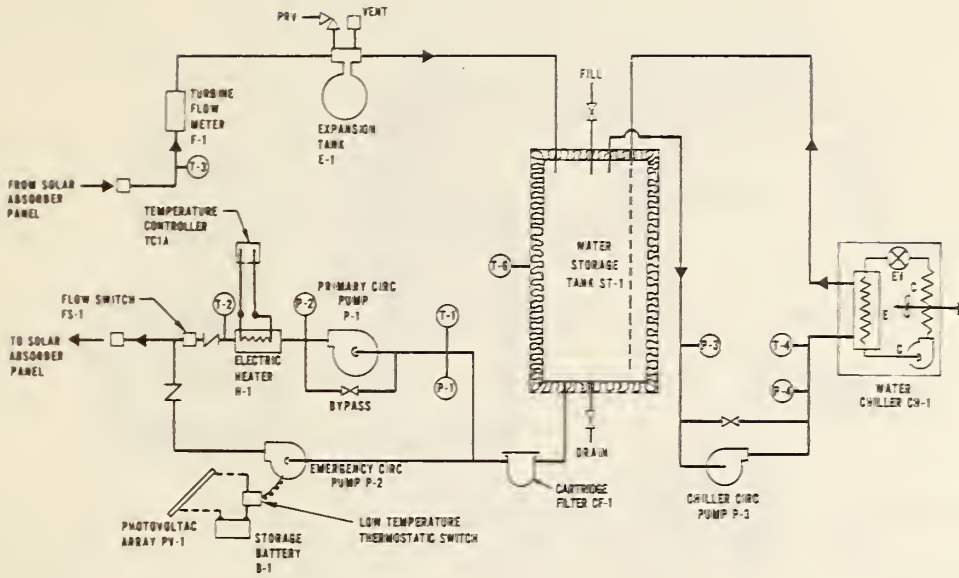 PRV
VENT
TURBINE
FLOW
METER
F-1
EXPANSION
TANK
E-1
FILL
T-3
FROM SOLAR
ABSORBER
PANEL
TEMPERATURE
CONTROLLER
TC1A
WATER
STORAGE
TANK ST-1
T-6
FLOW SWITCH
FS-1
T-2
P-2
PRIMARY CIRC
PUMP
P-1
T-1
P-1
TO SOLAR
ABSORBER
PANEL
ELECTRIC
HEATER
H-1
BYPASS
P-3
T-4
P-4
EV
C
E
C
C
WATER
CHILLER CH-1
DRAIN
EMERGENCY CIRC
PUMP P-2
CARTRIDGE
FILTER CF-1
CHILLER CIRC
PUMP P-3
PHOTOVOLTAC
ARRAY PV-1
STORAGE
BATTERY
B-1
LOW TEMPERATURE
THERMOSTATIC SWITCH